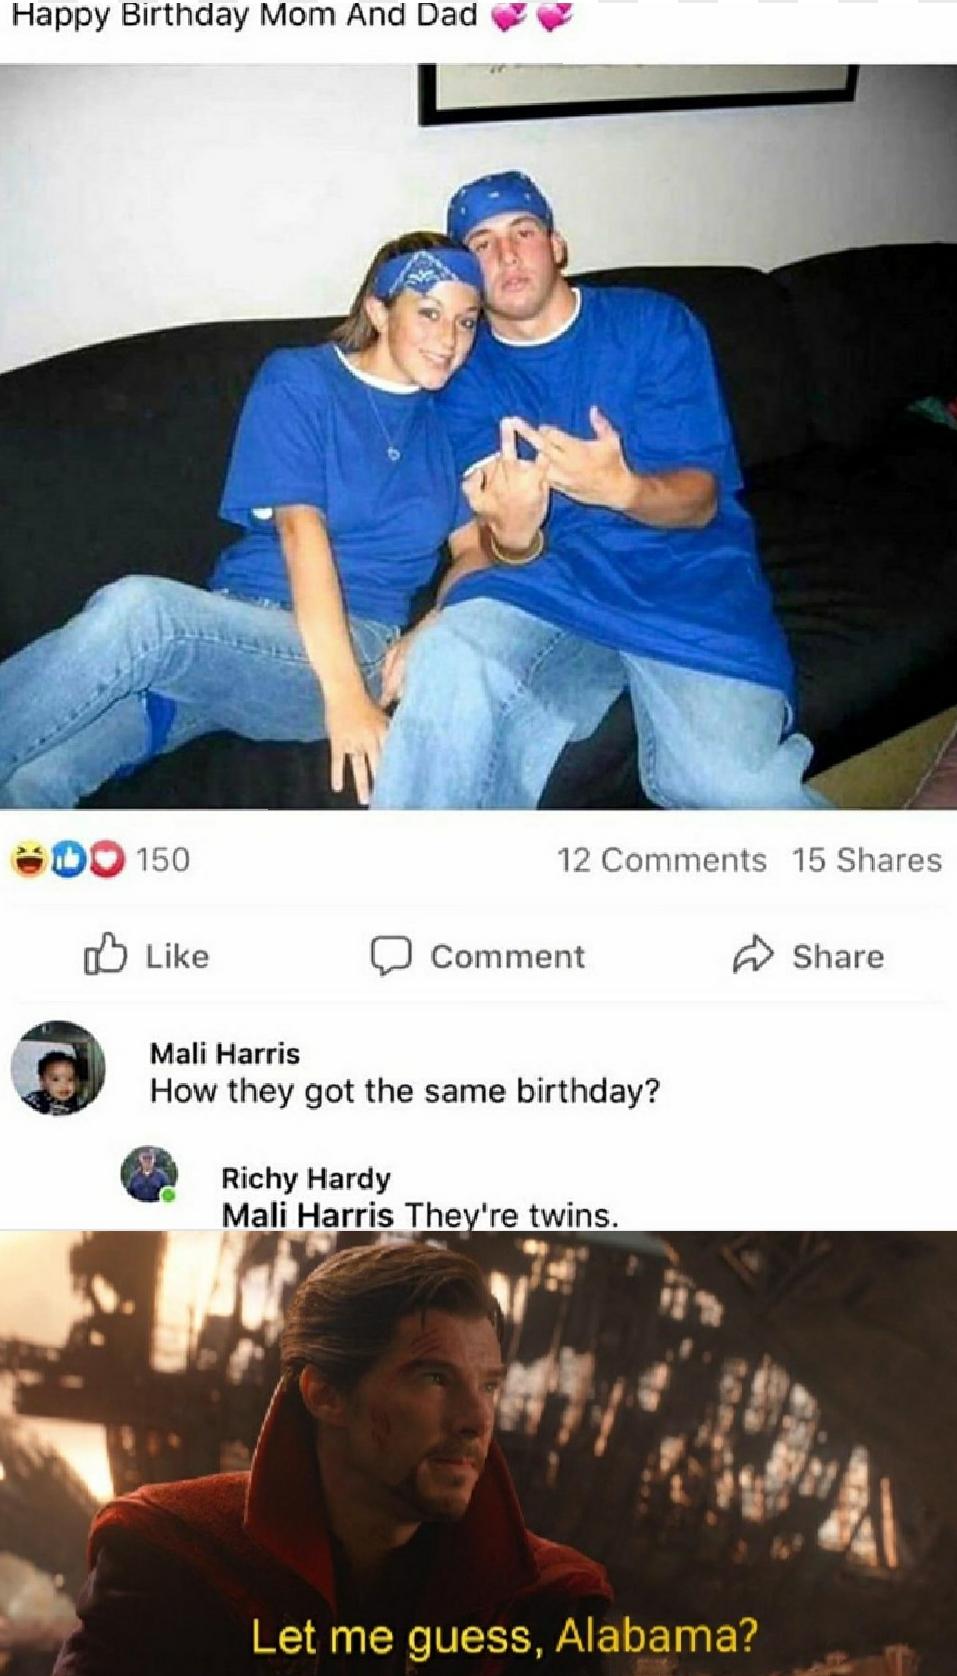 Happy Birthday Mom And Dad 💞 💞
150
12 Comments 15 Shares
Like Comment Share
Mali Harris
How they got the same birthday?
Richy Hardy
Mali Harris They're twins.
Let me guess, Alabama?